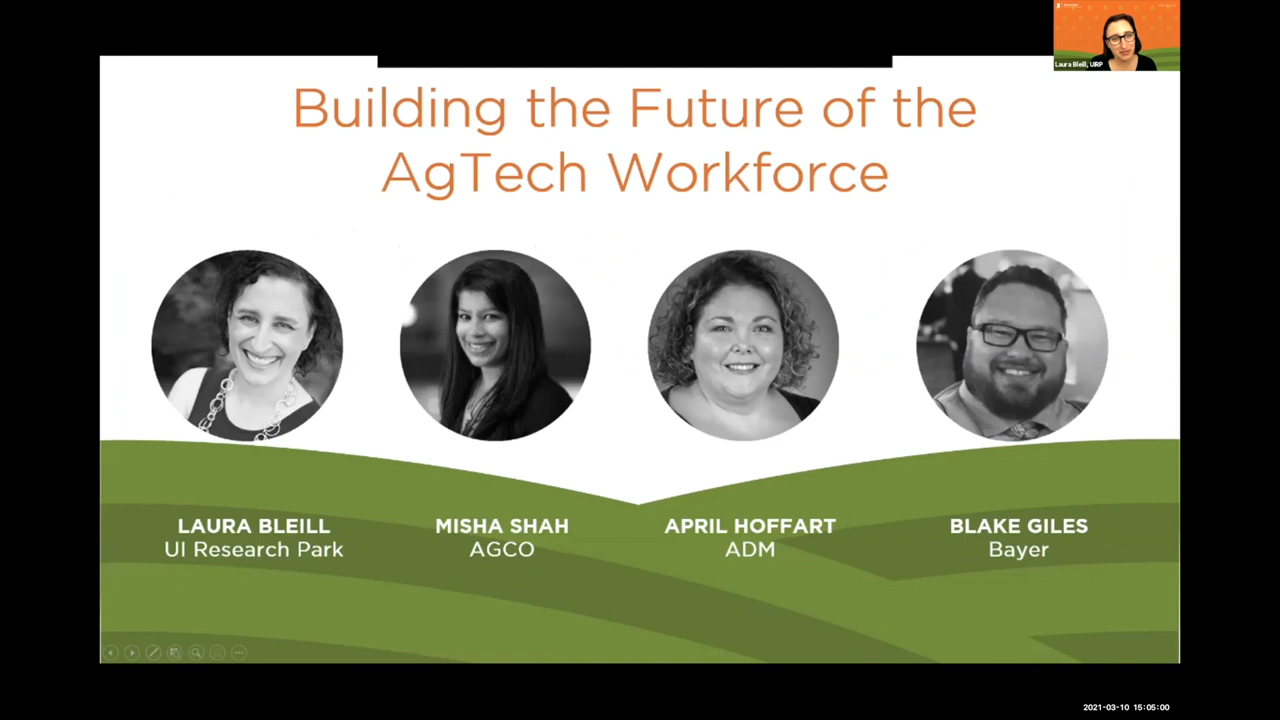 Laura Bleill, URP
Building the Future of the
AgTech Workforce
LAURA BLEILL
UI Research Park
MISHA SHAH
AGCO
APRIL HOFFART
ADM
BLAKE GILES
Bayer
2021-03-10 15:05:00